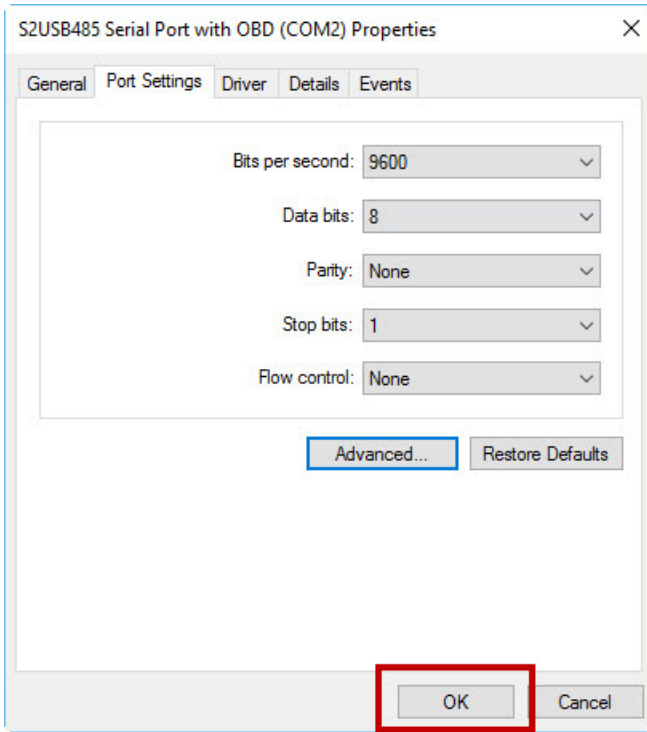 S2USB485 Serial Port with OBD (COM2) Properties
General Port Settings Driver Details Events
Bits per second: 9600
Data bits: 8
Parity: None
Stop bits: 1
Flow control: None
Advanced... Restore Defaults
OK Cancel